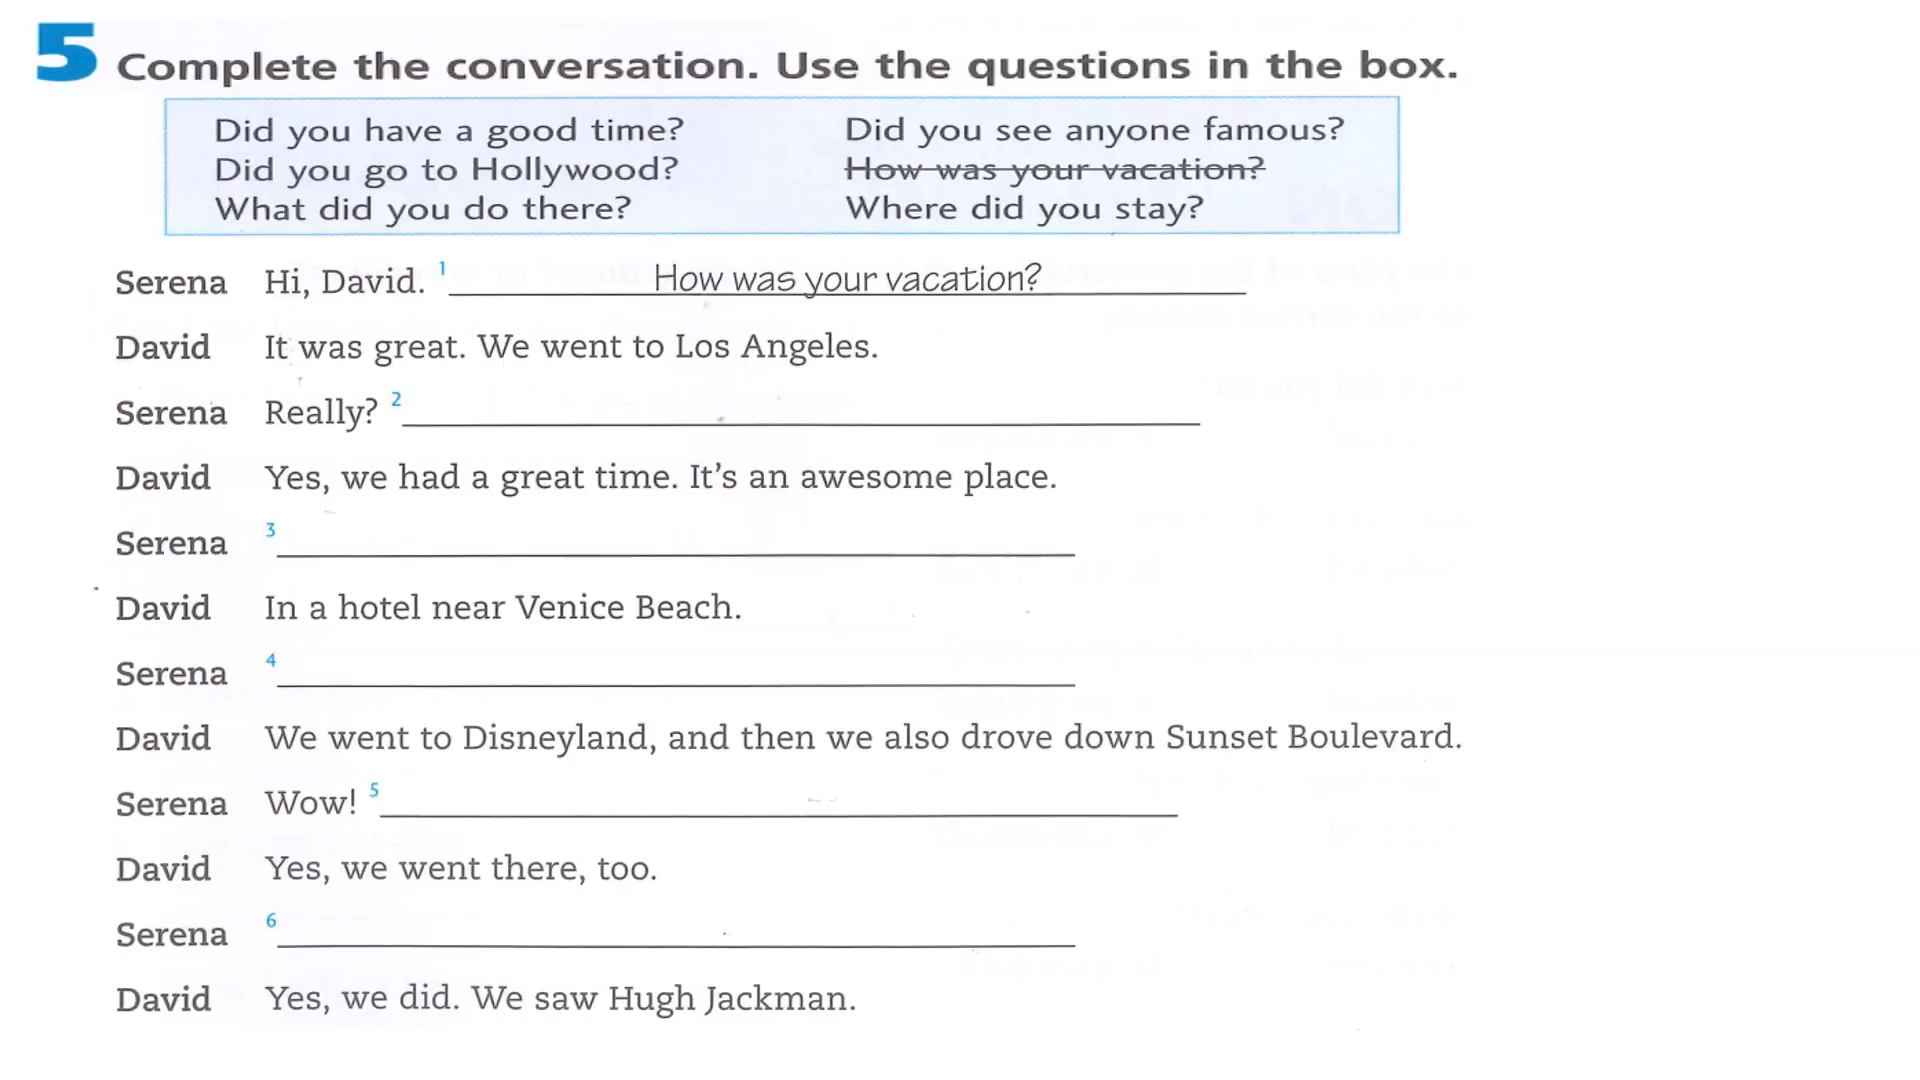 5 Complete the conversation. Use the questions in the box.
Did you have a good time? Did you see anyone famous?
Did you go to Hollywood? How was your vacation?
What did you do there? Where did you stay?
Serena Hi, David. 1 How was your vacation?
David It was great. We went to Los Angeles.
Serena Really? 2
David Yes, we had a great time. It's an awesome place.
Serena 3
David In a hotel near Venice Beach.
Serena 4
David We went to Disneyland, and then we also drove down Sunset Boulevard.
Serena Wow! 5
David Yes, we went there, too.
Serena 6
David Yes, we did. We saw Hugh Jackman.